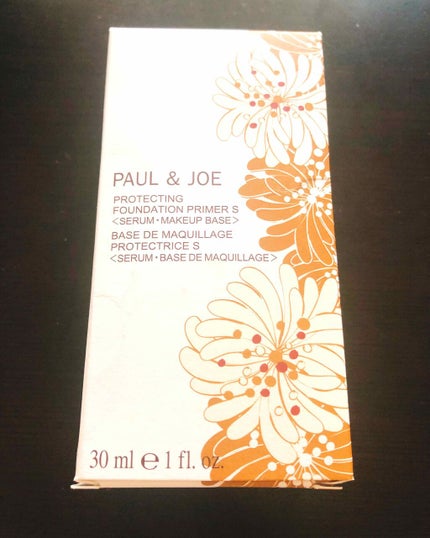 PAUL & JOE
PROTECTING
FOUNDATION PRIMER S
<SERUM・MAKEUP BASE>
BASE DE MAQUILLAGE
PROTECTRICE S
<SERUM・BASE DE MAQUILLAGE>
30 ml ℮ 1 fl. oz.